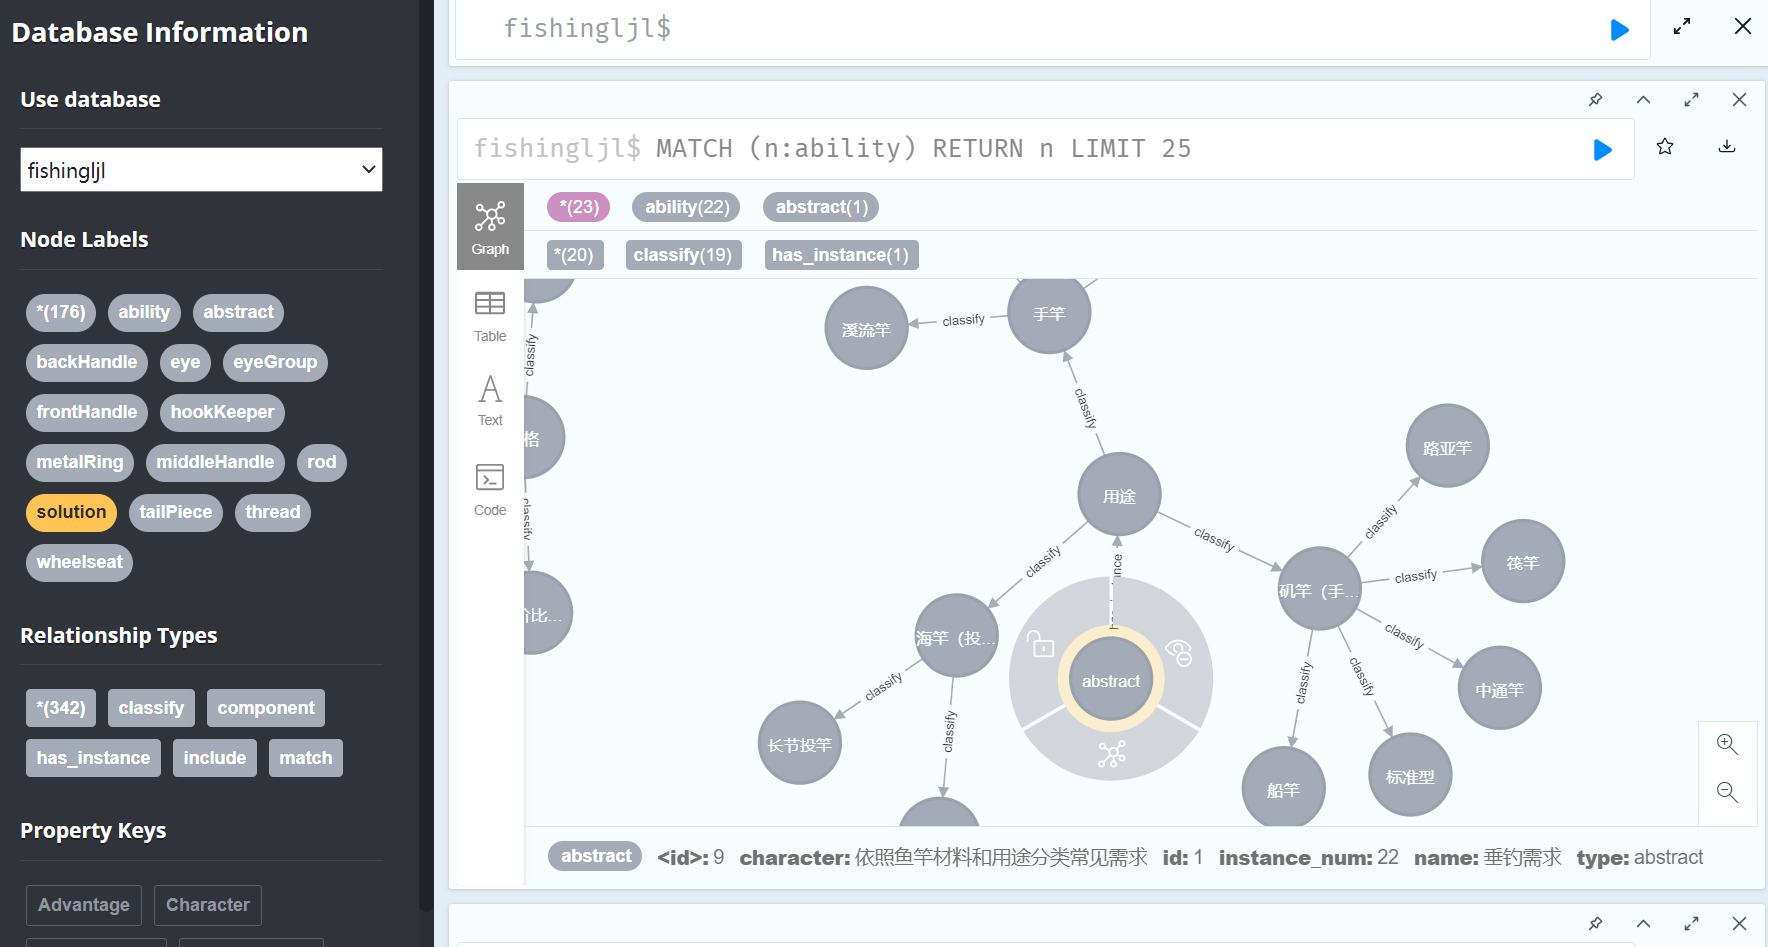 Database Information
Use database
fishingljl
Node Labels
*(176) ability abstract
backHandle eye eyeGroup
frontHandle hookKeeper
metalRing middleHandle rod
solution tailPiece thread
wheelseat
Relationship Types
*(342) classify component
has_instance include match
Property Keys
Advantage Character
fishingljl$
fishingljl$ MATCH (n:ability) RETURN n LIMIT 25
Graph
Table
Text
Code
*(23) ability(22) abstract(1)
*(20) classify(19) has_instance(1)
溪流竿
classify
手竿
classify
classify
格
classify
用途
路亚竿
classify
classify
classify
classify
筏竿
矶竿（手...
classify
海竿（投...
价比...
classify
中通竿
abstract
classify
classify
classify
classify
长节投竿
船竿
标准型
abstract <id>: 9 character: 依照鱼竿材料和用途分类常见需求 id: 1 instance_num: 22 name: 垂钓需求 type: abstract